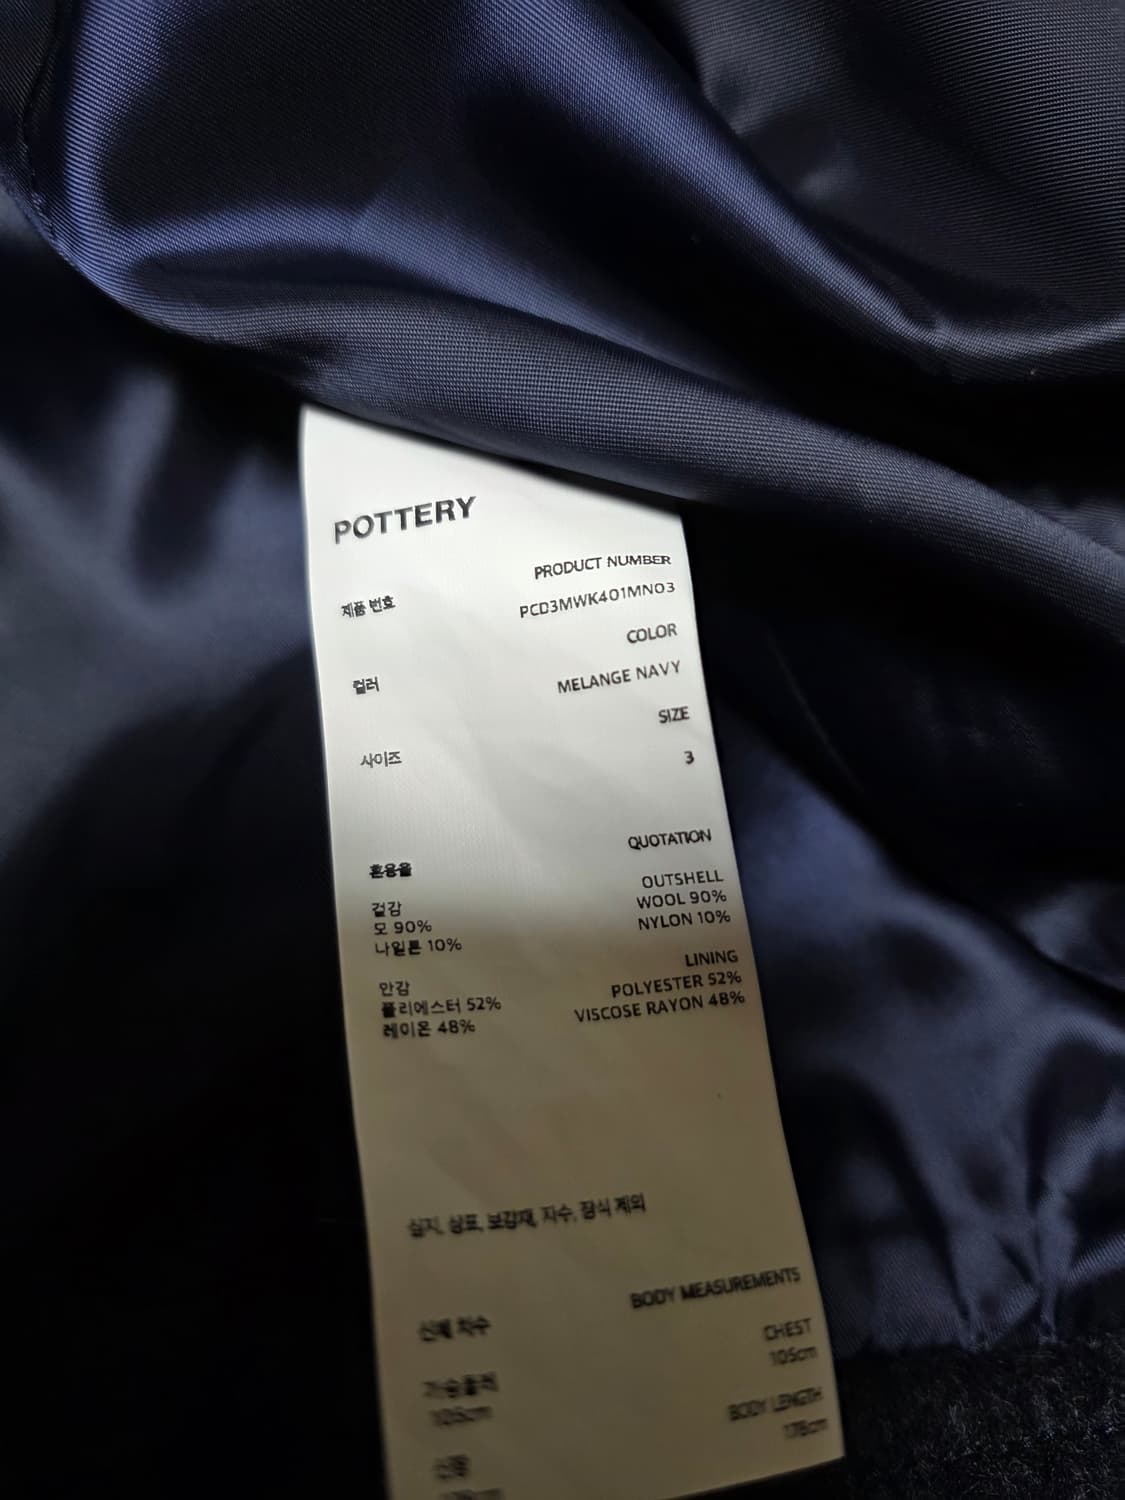 POTTERY
PRODUCT NUMBER
제품 번호
PCD3MWK401MN03
COLOR
컬러
MELANGE NAVY
SIZE
사이즈
3
QUOTATION
혼용율
OUTSHELL
겉감
WOOL 90%
모 90%
NYLON 10%
나일론 10%
LINING
안감
POLYESTER 52%
폴리에스터 52%
VISCOSE RAYON 48%
레이온 48%
심지, 상표, 보강재, 자수, 장식 제외
BODY MEASUREMENTS
신체 치수
CHEST
105cm
가슴둘레
105cm
BODY LENGTH
178cm
신장